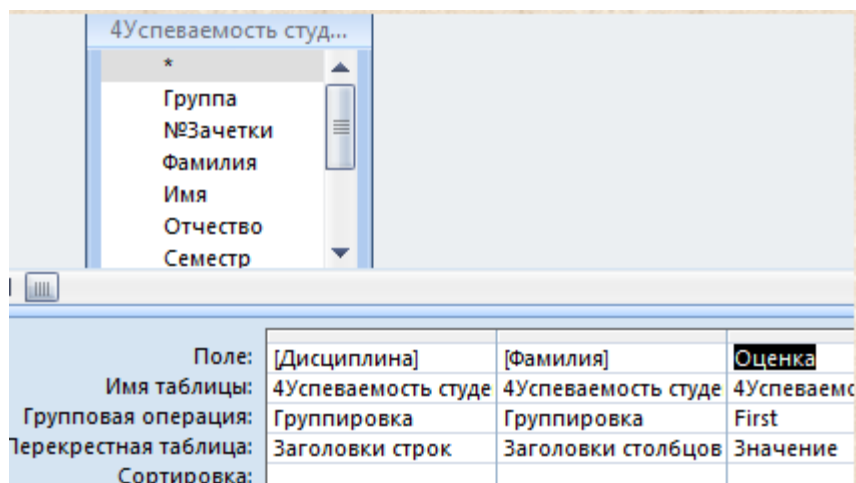 4Успеваемость студ...
*
Группа
№Зачетки
Фамилия
Имя
Отчество
Семестр
Поле: [Дисциплина] [Фамилия] Оценка
Имя таблицы: 4Успеваемость студе 4Успеваемость студе 4Успеваемо
Групповая операция: Группировка Группировка First
Перекрестная таблица: Заголовки строк Заголовки столбцов Значение
Сортировка: